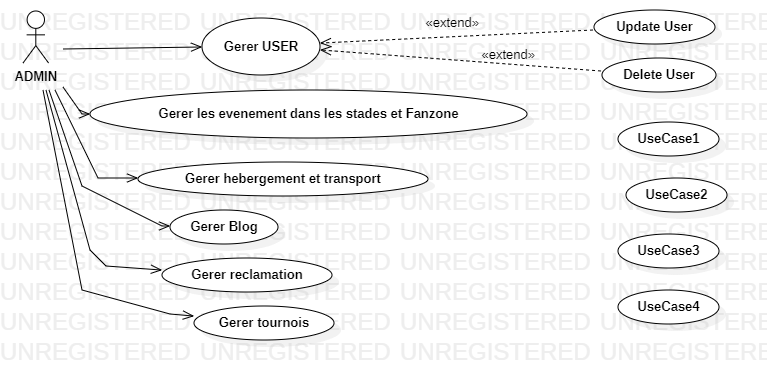 «extend»
Update User
Gerer USER
«extend»
ADMIN
Delete User
Gerer les evenement dans les stades et Fanzone
UseCase1
Gerer hebergement et transport
UseCase2
Gerer Blog
UseCase3
Gerer reclamation
UseCase4
Gerer tournois
UNREGISTERED UNREGISTERED UNREGISTERED UNREGISTERED